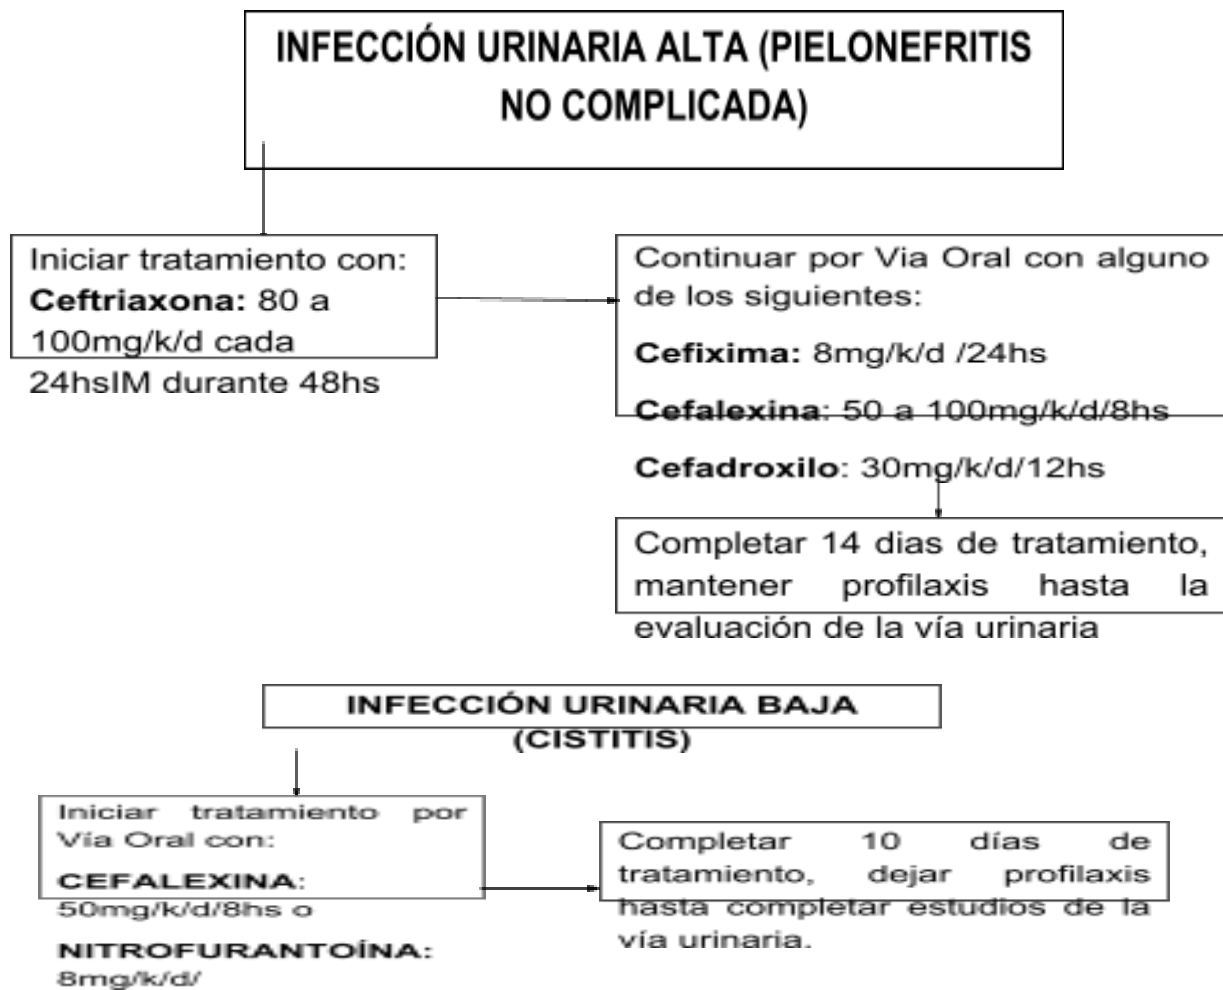 INFECCIÓN URINARIA ALTA (PIELONEFRITIS
NO COMPLICADA)
Iniciar tratamiento con:
Ceftriaxona: 80 a
100mg/k/d cada
24hsIM durante 48hs
Continuar por Via Oral con alguno
de los siguientes:
Cefixima: 8mg/k/d /24hs
Cefalexina: 50 a 100mg/k/d/8hs
Cefadroxilo: 30mg/k/d/12hs
Completar 14 dias de tratamiento,
mantener profilaxis hasta la
evaluación de la vía urinaria
INFECCIÓN URINARIA BAJA
(CISTITIS)
Iniciar tratamiento por
Vía Oral con:
CEFALEXINA:
50mg/k/d/8hs o
NITROFURANTOÍNA:
8mg/k/d/
Completar 10 días de
tratamiento, dejar profilaxis
hasta completar estudios de la
vía urinaria.